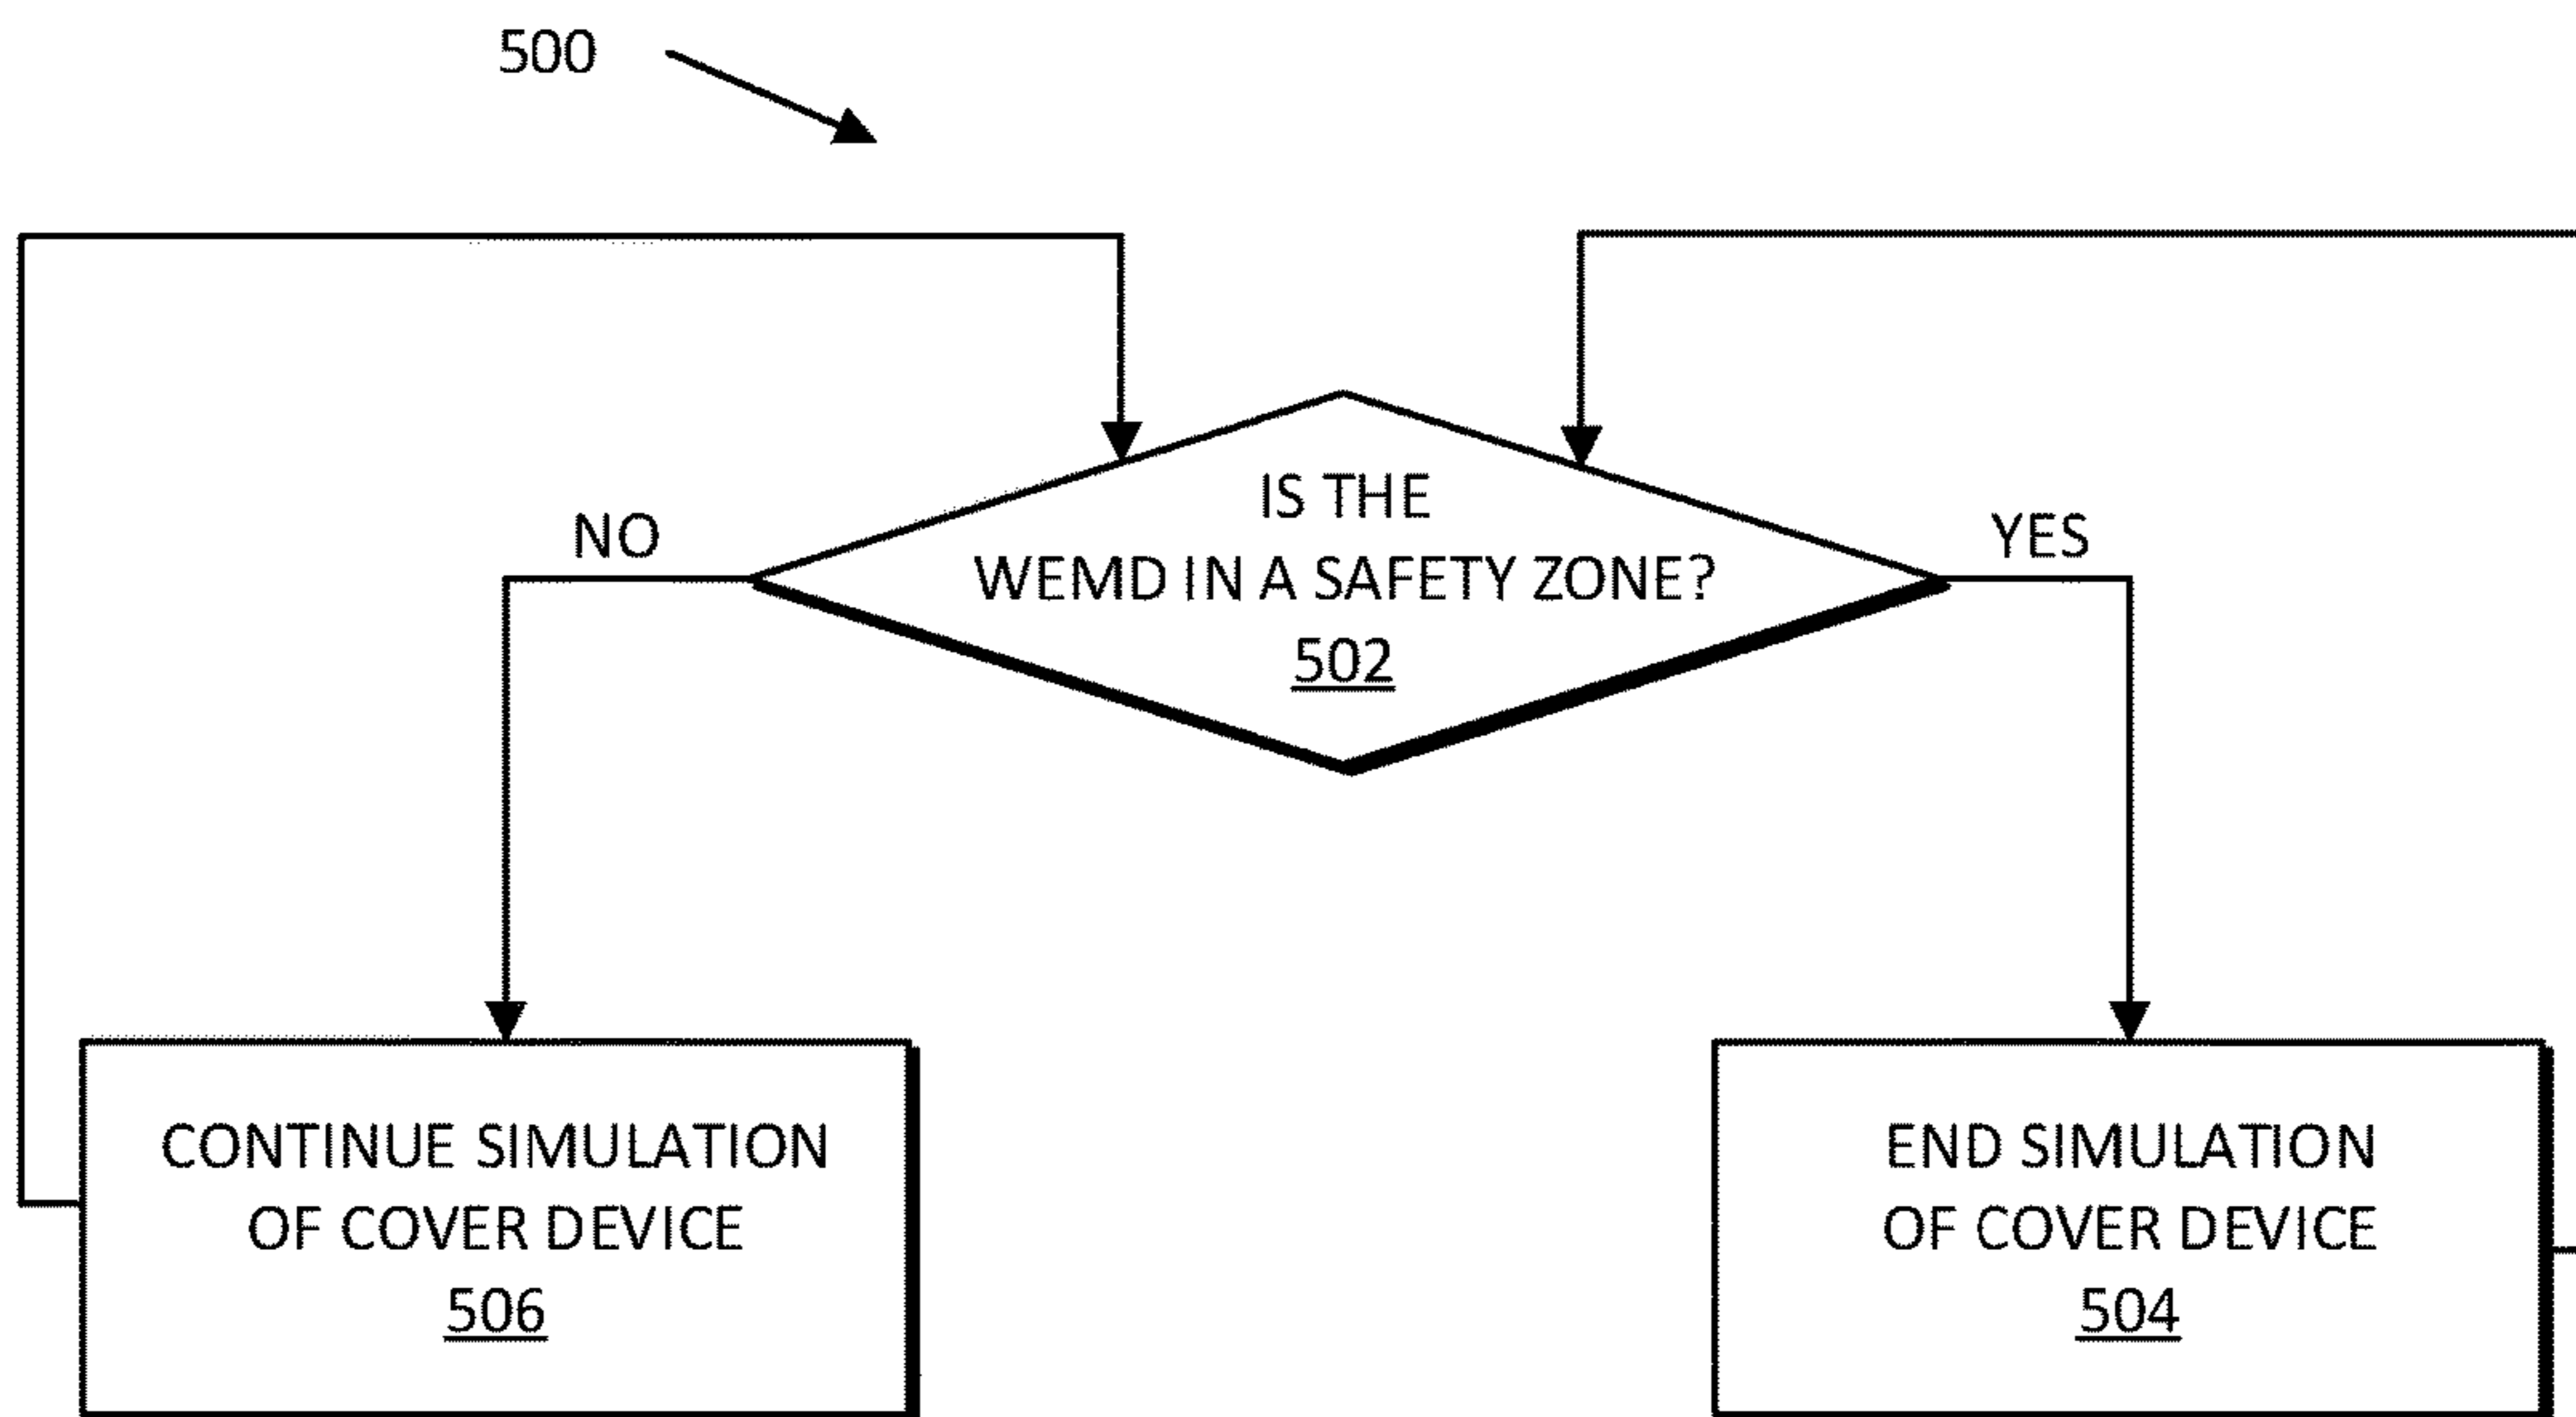 500
IS THE
NO
YES
WEMD IN A SAFETY ZONE?
502
CONTINUE SIMULATION
OF COVER DEVICE
506
END SIMULATION
OF COVER DEVICE
504